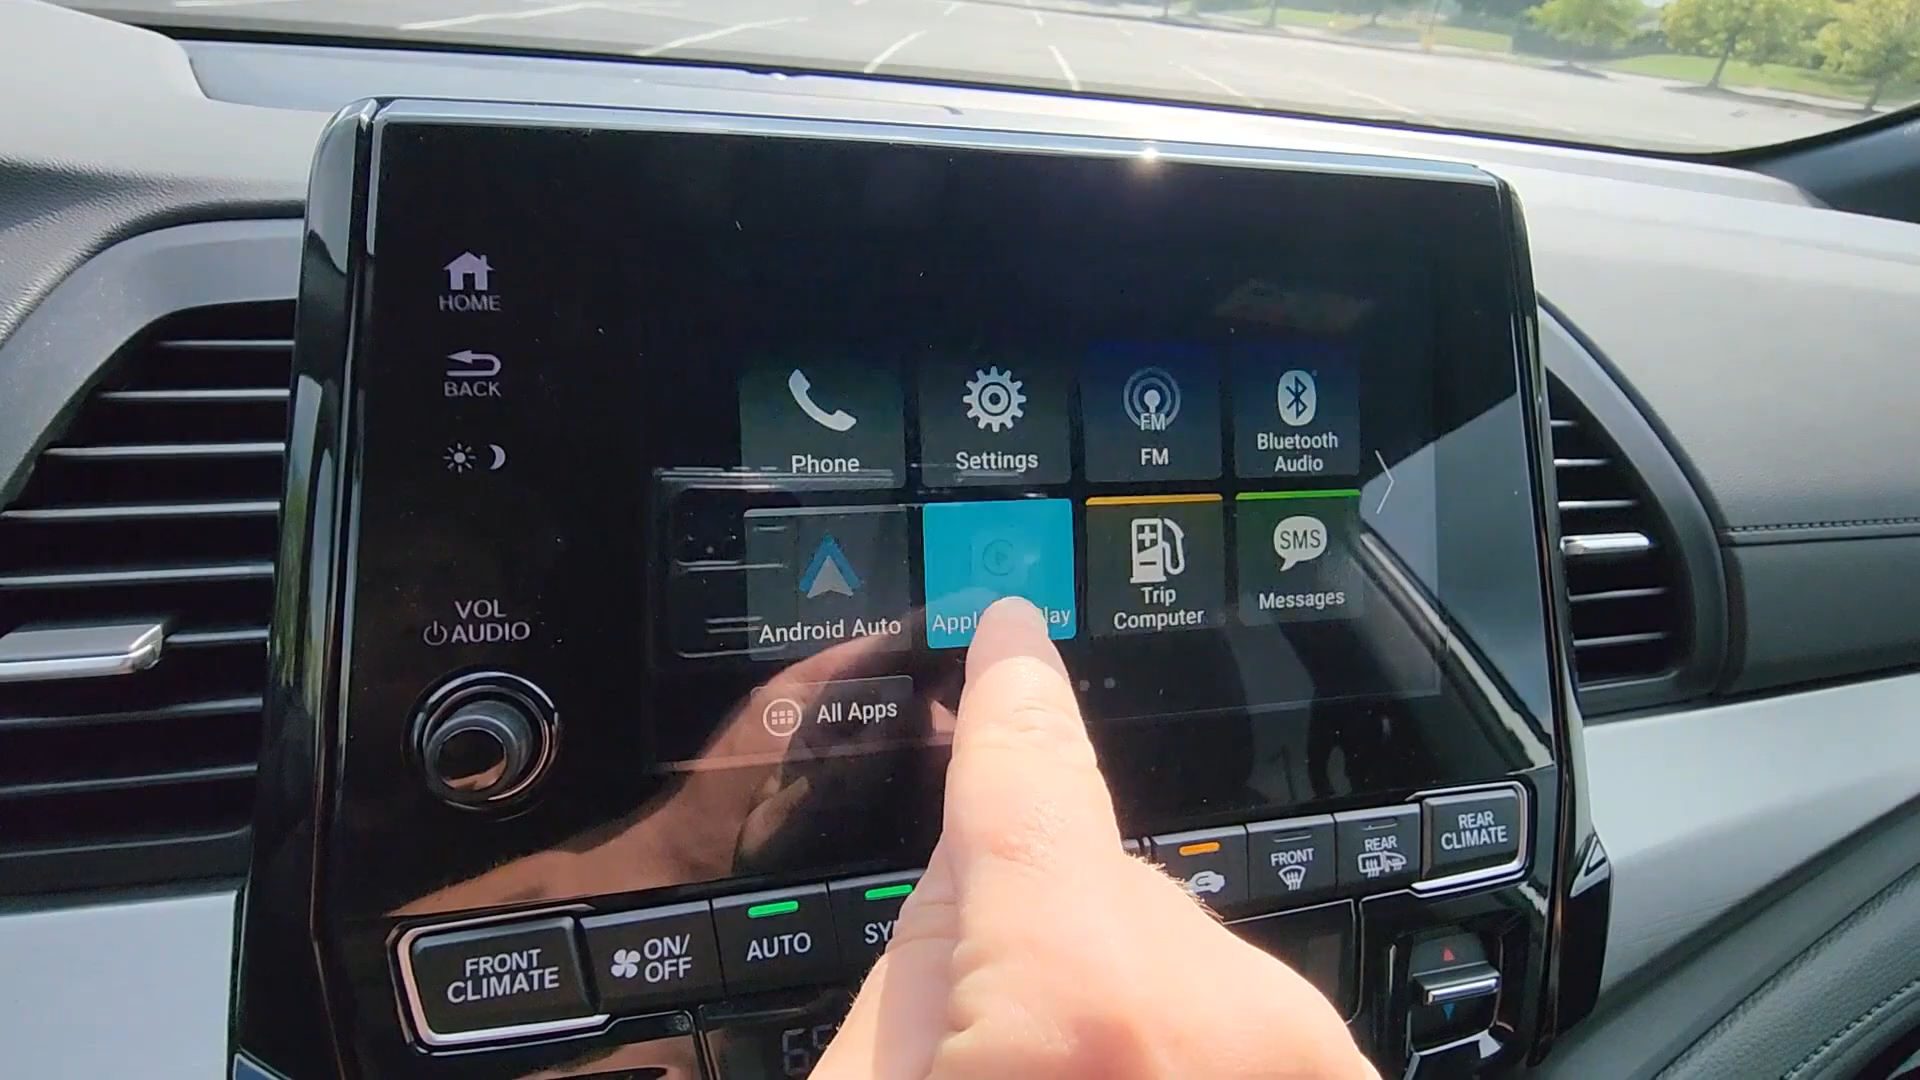 HOME
BACK
VOL
AUDIO
Phone
Settings
FM
FM
Bluetooth
Audio
Android Auto
Trip
Computer
SMS
Messages
All Apps
FRONT
CLIMATE
ON/
OFF
AUTO
FRONT
REAR
REAR
CLIMATE